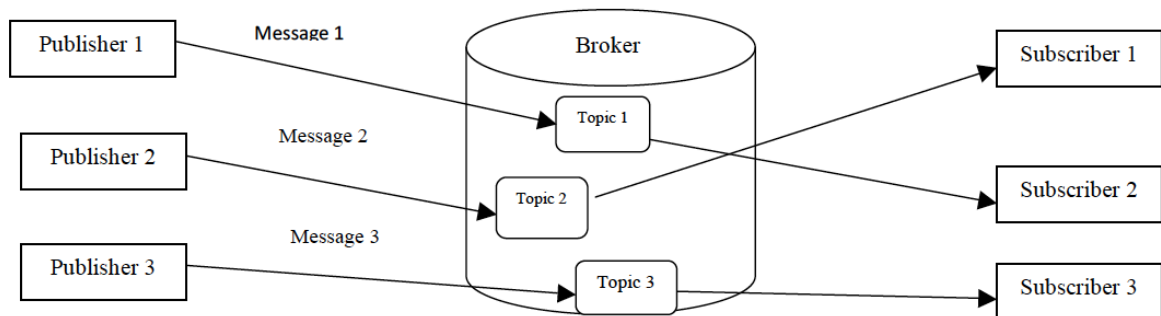 Publisher 1
Message 1
Broker
Subscriber 1
Topic 1
Publisher 2
Message 2
Topic 2
Subscriber 2
Message 3
Publisher 3
Topic 3
Subscriber 3